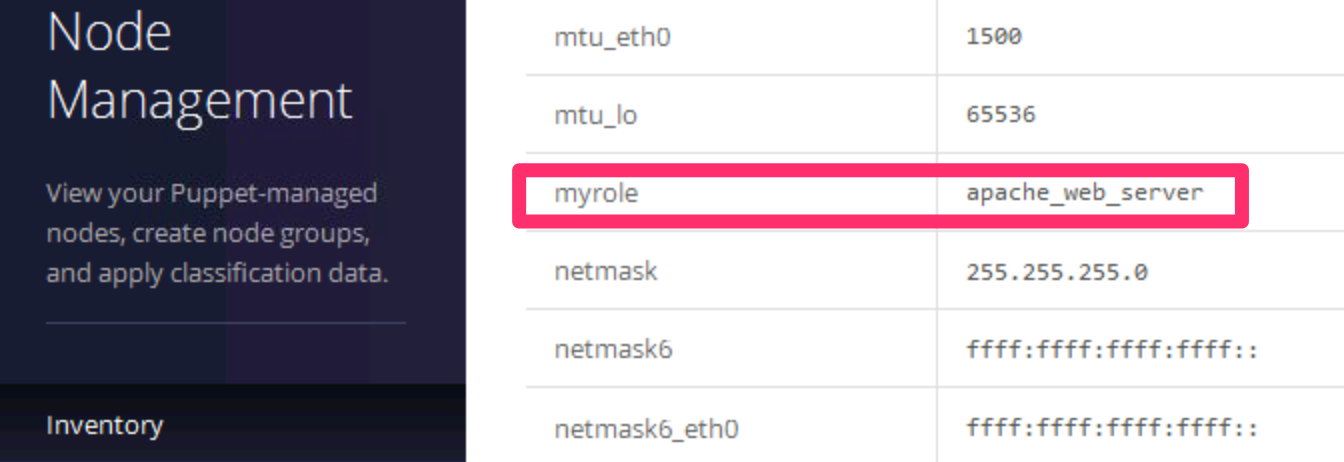 Node
Management
View your Puppet-managed
nodes, create node groups,
and apply classification data.
Inventory
mtu_eth0 1500
mtu_lo 65536
myrole apache_web_server
netmask 255.255.255.0
netmask6 ffff:ffff:ffff:ffff::
netmask6_eth0 ffff:ffff:ffff:ffff::